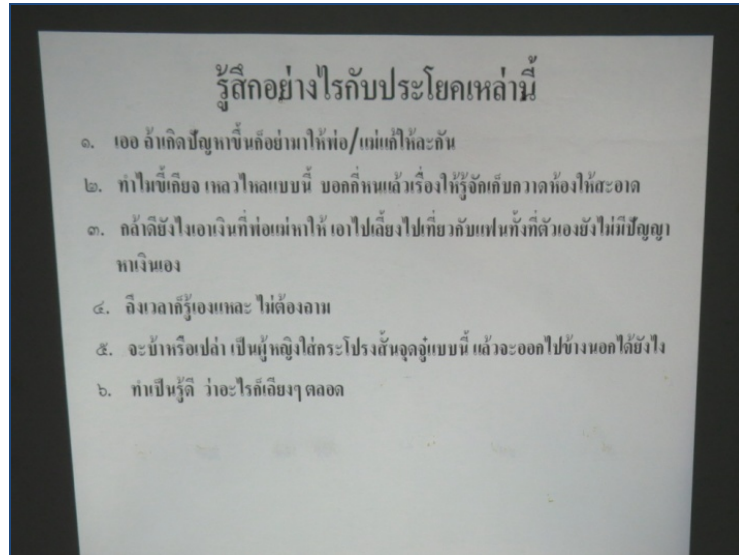 รู้สึกอย่างไรกับประโยคเหล่านี้
๑. เออ ถ้าเกิดปัญหาขึ้นก็อย่ามาให้พ่อ/แม่แก้ให้ละกัน
๒. ทำไมขี้เกียจ เหลวไหลแบบนี้ บอกกี่หนแล้วเรื่องให้รู้จักเก็บกวาดห้องให้สะอาด
๓. กล้าดียังไงเอาเงินที่พ่อแม่หาให้ เอาไปเลี้ยงไปเที่ยวกับแฟนทั้งที่ตัวเองยังไม่มีปัญญา
หาเงินเอง
๔. ถึงเวลาก็รู้เองแหละ ไม่ต้องถาม
๕. จะบ้าหรือเปล่า เป็นผู้หญิงใส่กระโปรงสั้นจุดจู๋แบบนี้ แล้วจะออกไปข้างนอกได้ยังไง
๖. ทำเป็นรู้ดี ว่าอะไรก็เถียงๆ ตลอด